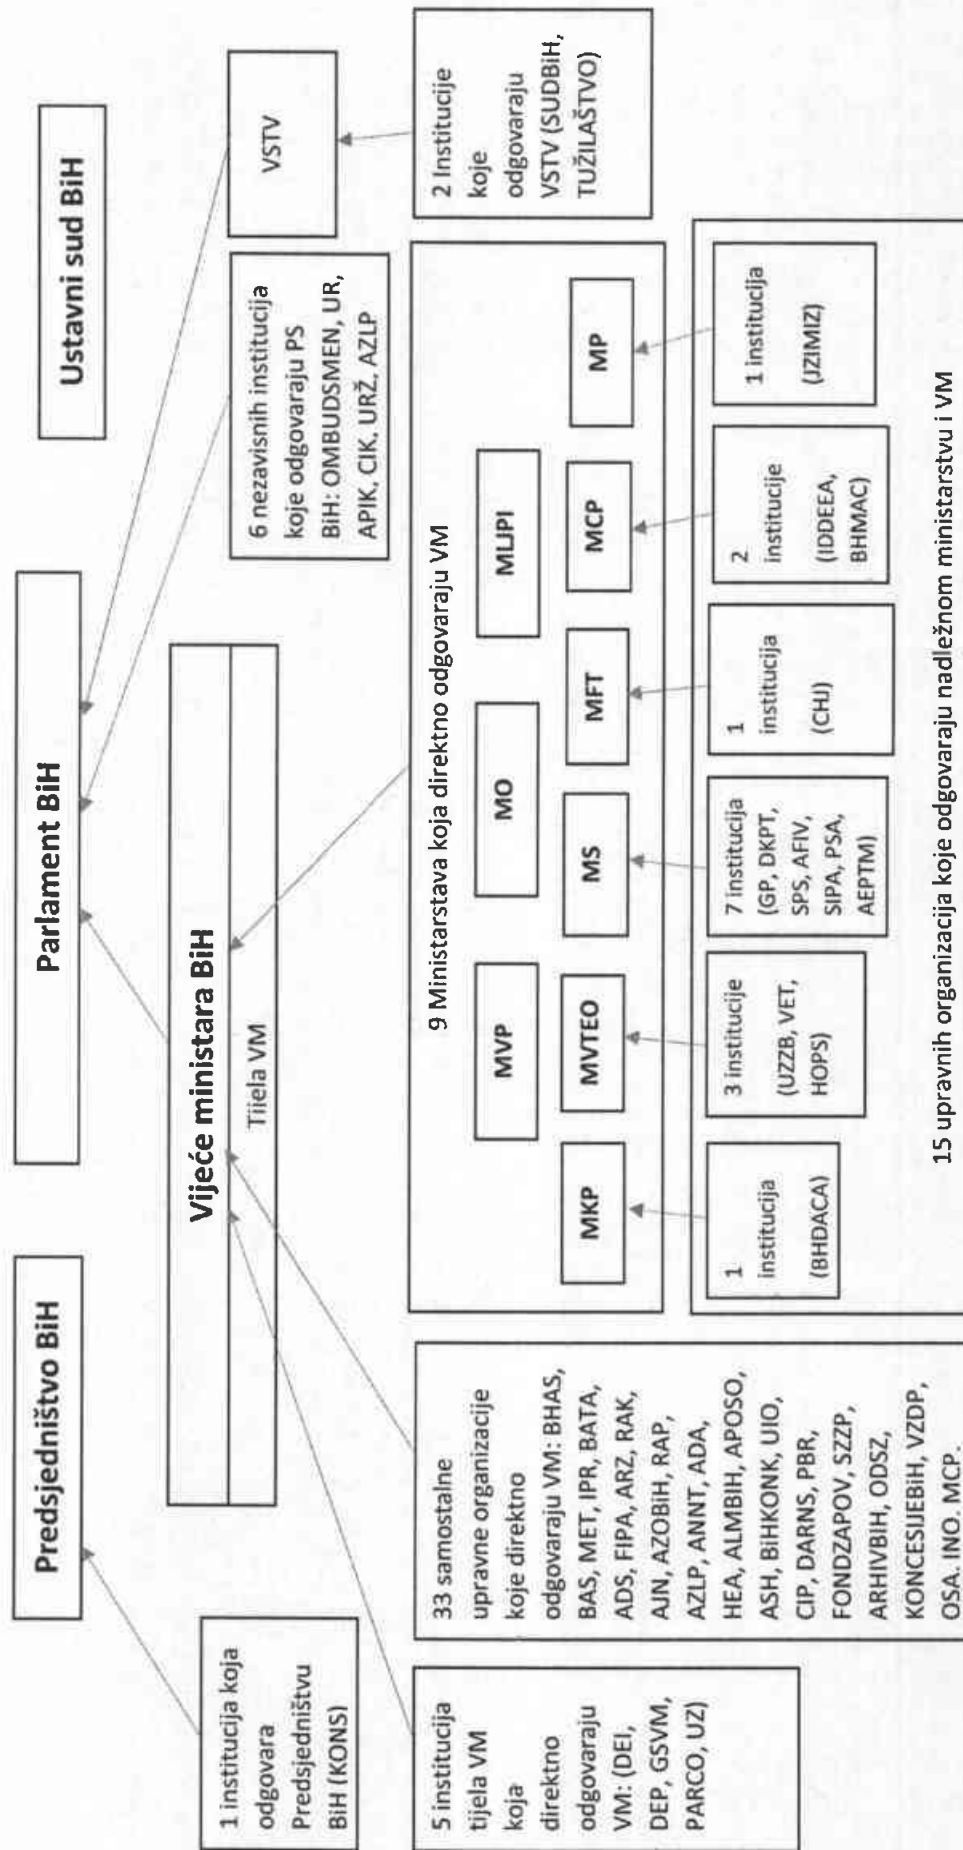 Predsjedništvo BiH
Parlament BiH
Ustavni sud BiH
1 institucija koja
odgovara
Predsjedništvu
BiH (KONS)
Vijeće ministara BiH
Tijela VM
6 nezavisnih institucija
koje odgovaraju PS
BiH: OMBUDSMEN, UR,
APIK, CIK, URŽ, AZLP
VSTV
5 institucija
tijela VM
koja
direktno
odgovaraju
VM: (DEI,
DEP, GSVM,
PARCO, UZ)
33 samostalne
upravne organizacije
koje direktno
odgovaraju VM: BHAS,
BAS, MET, IPR, BATA,
ADS, FIPA, ARZ, RAK,
AJN, AZOBiH, RAP,
AZLP, ANNT, ADA,
HEA, ALMBIH, APOSO,
ASH, BiHKONK, UIO,
CIP, DARNS, PBR,
FONDZAPOV, SZZP,
ARHIVBIH, ODSZ,
KONCESIJEBiH, VZDP,
OSA. INO. MCP.
9 Ministarstava koja direktno odgovaraju VM
MVP
MO
MLJPI
MKP
MVTEO
MS
MFT
MCP
MP
2 Institucije
koje
odgovaraju
VSTV (SUDBiH,
TUŽILAŠTVO)
1
institucija
(BHDACA)
3 institucije
(UZZB, VET,
HOPS)
7 institucija
(GP, DKPT,
SPS, AFIV,
SIPA, PSA,
AEPTM)
1
institucija
(CHJ)
2
institucije
(IDDEEA,
BHMAC)
1 institucija
(JZIMIZ)
15 upravnih organizacija koje odgovaraju nadležnom ministarstvu i VM